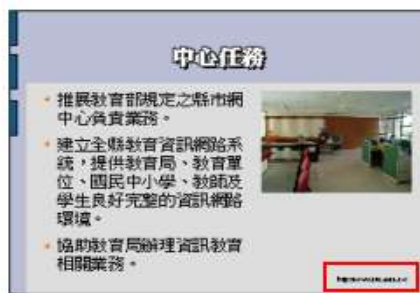 中心任務
• 推展教育部規定之縣市網
中心負責業務。
• 建立全縣教育資訊網路系
統，提供教育局、教育單
位、國民中小學、教師及
學生良好完整的資訊網路
環境。
• 協助教育局辦理資訊教育
相關業務。